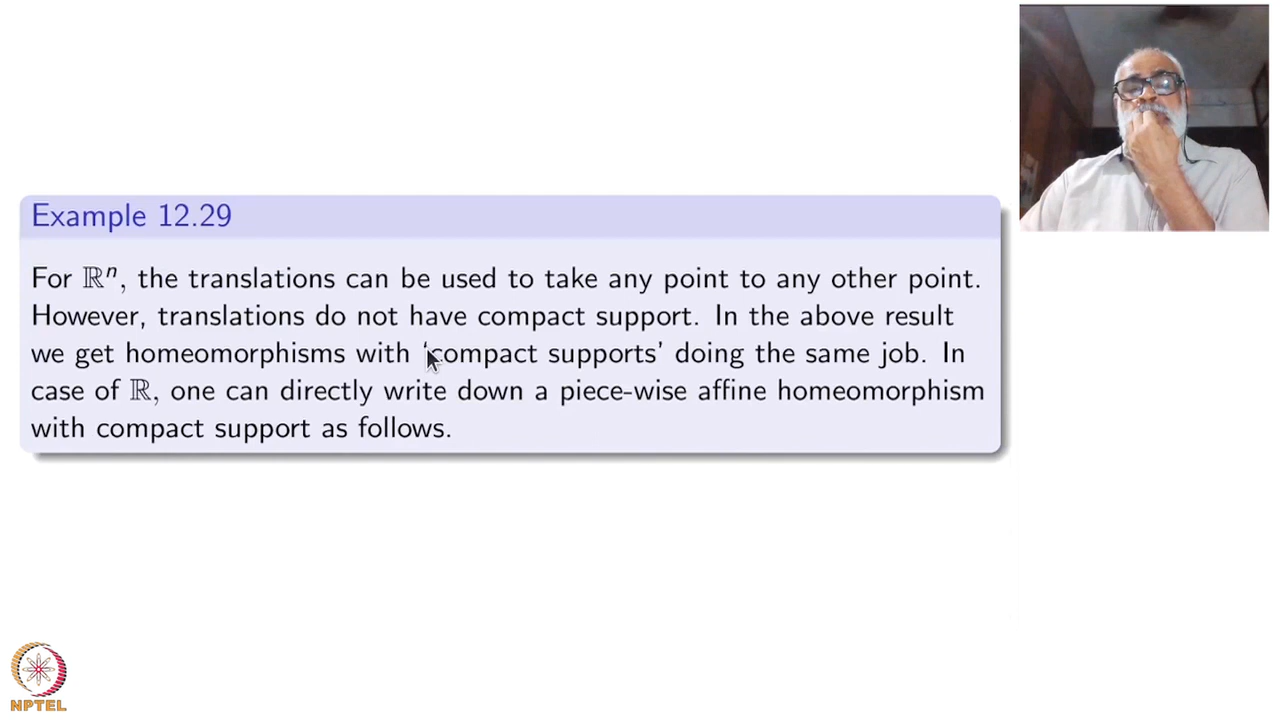 Example 12.29
For ℝⁿ, the translations can be used to take any point to any other point.
However, translations do not have compact support. In the above result
we get homeomorphisms with ‘compact supports’ doing the same job. In
case of ℝ, one can directly write down a piece-wise affine homeomorphism
with compact support as follows.
NPTEL